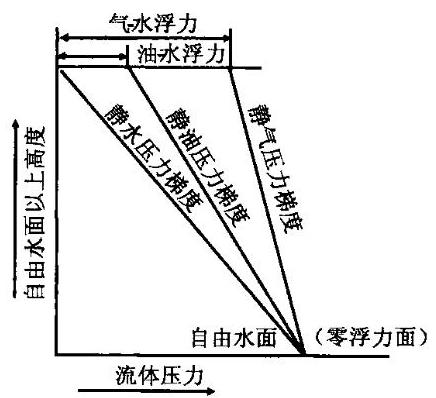 气水浮力
油水浮力
静水压力梯度
静油压力梯度
静气压力梯度
自由水面以上高度
自由水面
（零浮力面）
流体压力